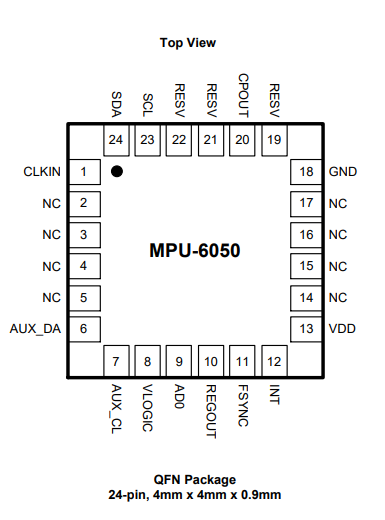 Top View
SDA SCL RESV RESV CPOUT RESV
24 23 22 21 20 19
CLKIN 1 18 GND
NC 2 17 NC
NC 3 16 NC
MPU-6050
NC 4 15 NC
NC 5 14 NC
AUX_DA 6 13 VDD
7 8 9 10 11 12
AUX_CL VLOGIC AD0 REGOUT FSYNC INT
QFN Package
24-pin, 4mm x 4mm x 0.9mm